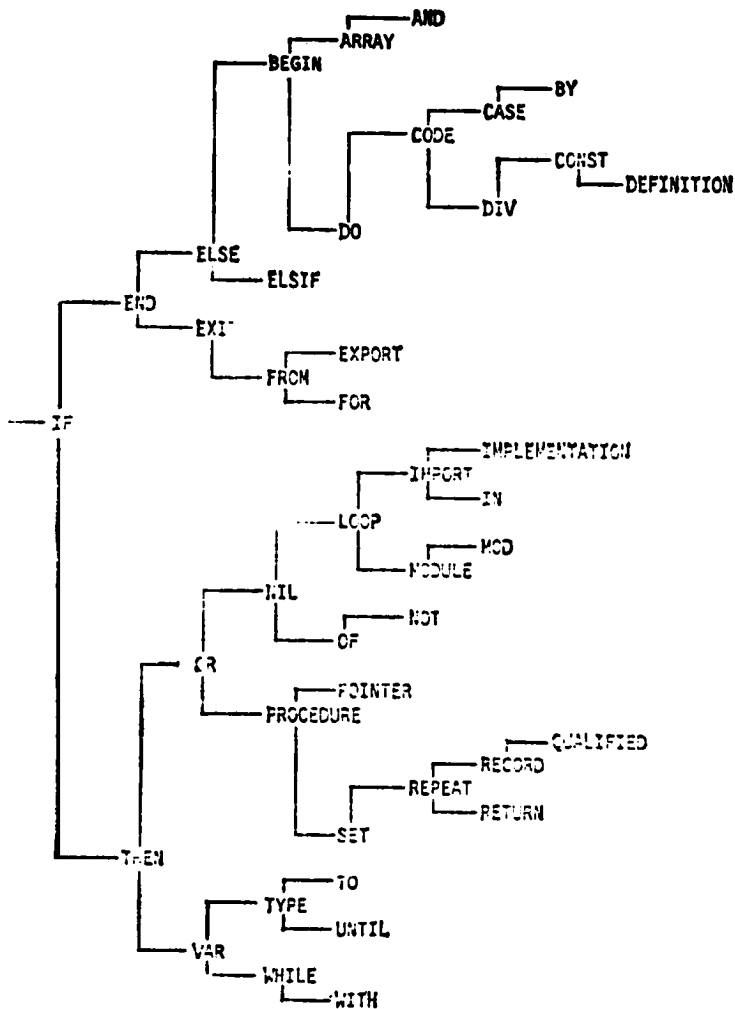 AND
ARRAY
BEGIN
BY
CASE
CODE
CONST
DEFINITION
DIV
DO
ELSE
ELSIF
END
EXIT
EXPORT
FROM
FOR
IF
IMPLEMENTATION
IMPORT
IN
LOOP
MOD
MODULE
NIL
NOT
OF
OR
POINTER
PROCEDURE
QUALIFIED
RECORD
REPEAT
RETURN
SET
THEN
TO
TYPE
UNTIL
VAR
WHILE
WITH